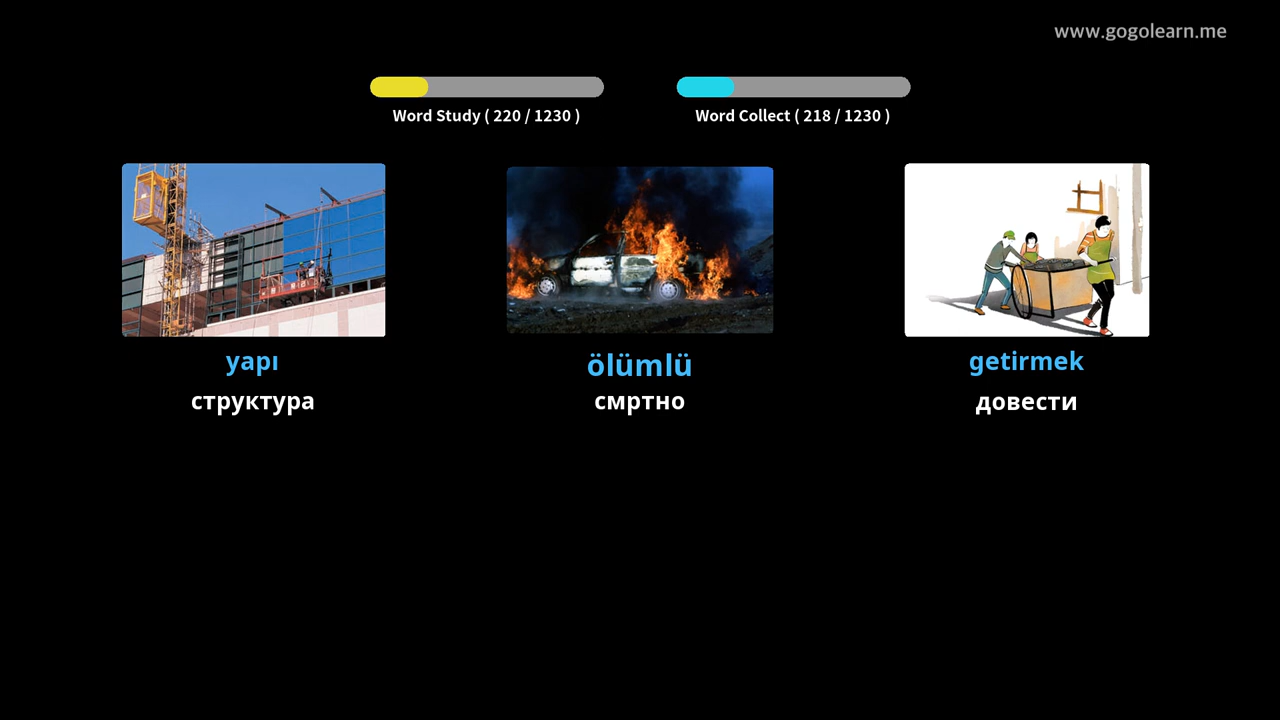 www.gogolearn.me
Word Study ( 220 / 1230 )
Word Collect ( 218 / 1230 )
yapı
ölümlü
getirmek
структура
смртно
довести